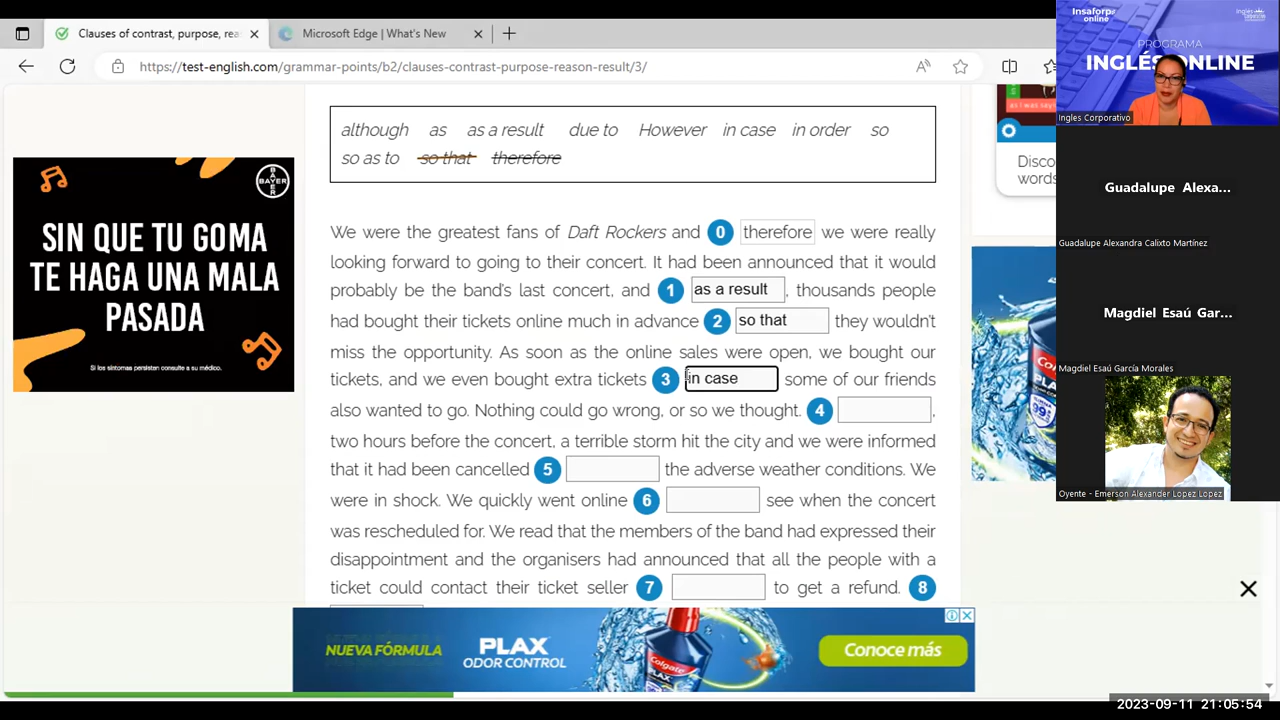 Clauses of contrast, purpose, rea
Microsoft Edge | What's New
https://test-english.com/grammar-points/b2/clauses-contrast-purpose-reason-result/3/
although as as a result due to However in case in order so
so as to so that therefore
We were the greatest fans of Daft Rockers and 0 therefore we were really
looking forward to going to their concert. It had been announced that it would
probably be the band's last concert, and 1 as a result, thousands people
had bought their tickets online much in advance 2 so that they wouldn't
miss the opportunity. As soon as the online sales were open, we bought our
tickets, and we even bought extra tickets 3 in case some of our friends
also wanted to go. Nothing could go wrong, or so we thought. 4 ,
two hours before the concert, a terrible storm hit the city and we were informed
that it had been cancelled 5 the adverse weather conditions. We
were in shock. We quickly went online 6 see when the concert
was rescheduled for. We read that the members of the band had expressed their
disappointment and the organisers had announced that all the people with a
ticket could contact their ticket seller 7 to get a refund. 8
BAYER
BAYER
SIN QUE TU GOMA
TE HAGA UNA MALA
PASADA
Si los síntomas persisten consulte a su médico.
Disco
words
as I was say
NUEVA FÓRMULA
PLAX
ODOR CONTROL
Colgate
Conoce más
Insaforp
online
Inglés
PROGRAMA
INGLÉS ONLINE
Ingles Corporativo
Guadalupe Alexa...
Guadalupe Alexandra Calixto Martínez
Magdiel Esaú Gar...
Magdiel Esaú García Morales
Oyente - Emerson Alexander Lopez Lopez
2023-09-11 21:05:54